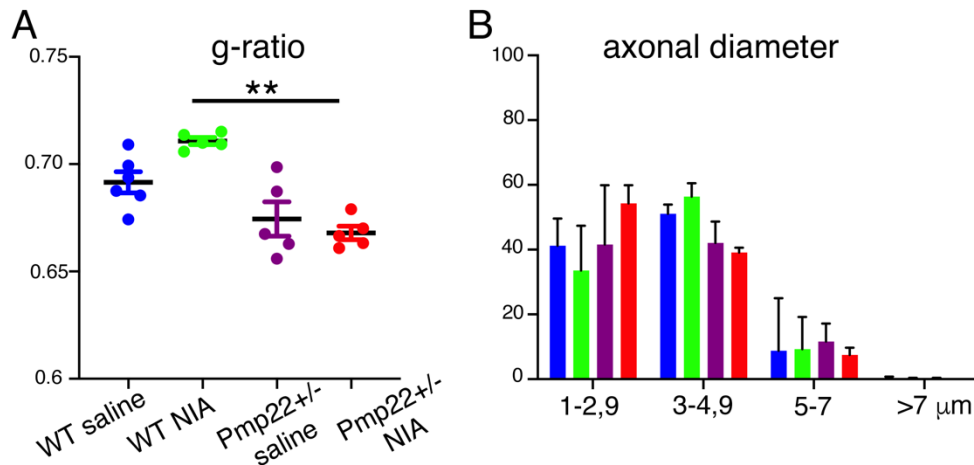 A
g-ratio
0.75
**
0.70
0.65
0.6
WT saline
WT NIA
Pmp22+/-
saline
Pmp22+/-
NIA
B
axonal diameter
100
80
60
40
20
0
1-2,9
3-4,9
5-7
>7 μm